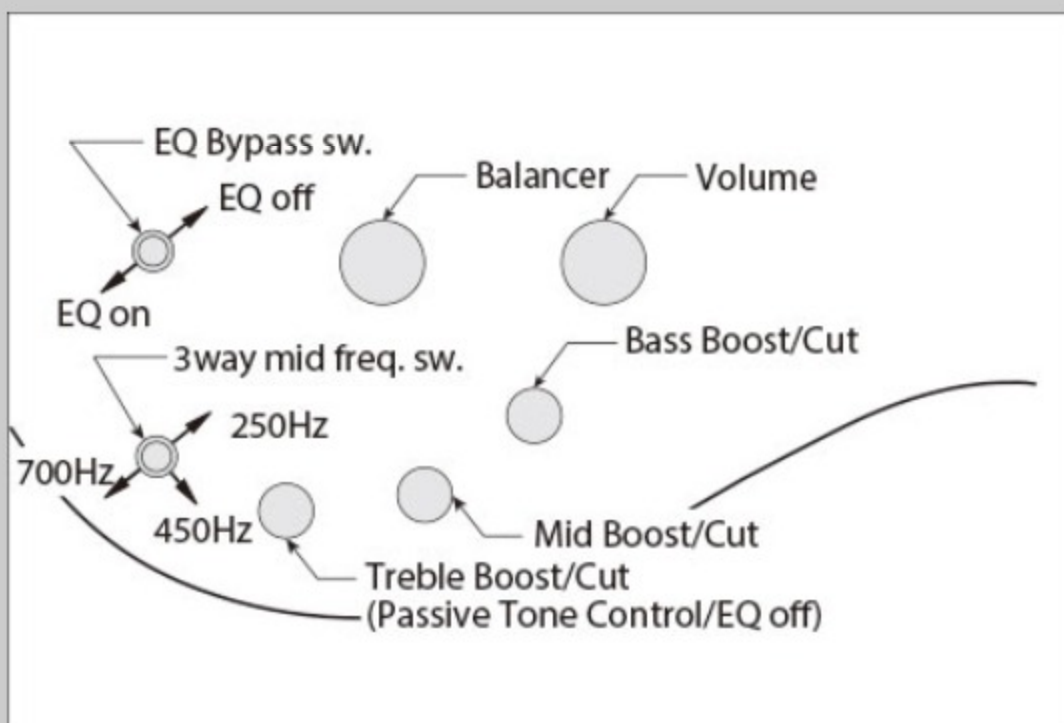 EQ Bypass sw.
EQ off
Balancer
Volume
EQ on
3way mid freq. sw.
Bass Boost/Cut
250Hz
700Hz
450Hz
Mid Boost/Cut
Treble Boost/Cut
(Passive Tone Control/EQ off)